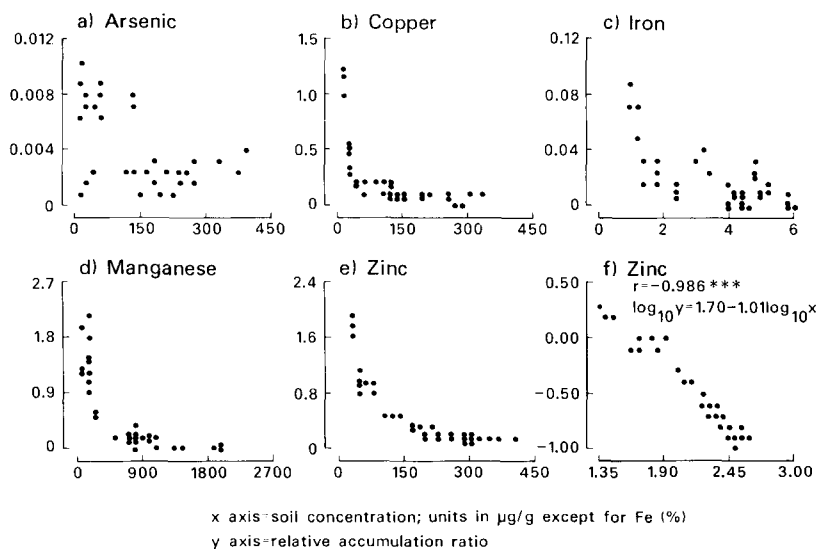 a) Arsenic
0.012
0.008
0.004
0
0 150 300 450
b) Copper
1.5
1.0
0.5
0
0 150 300 450
c) Iron
0.12
0.08
0.04
0
0 2 4 6
d) Manganese
2.7
1.8
0.9
0
0 900 1800 2700
e) Zinc
2.4
1.6
0.8
0
0 150 300 450
f) Zinc
r=-0.986 ***
log10y=1.70-1.01log10x
0.50
0.00
-0.50
-1.00
1.35 1.90 2.45 3.00
x axis=soil concentration; units in µg/g except for Fe (%)
y axis=relative accumulation ratio